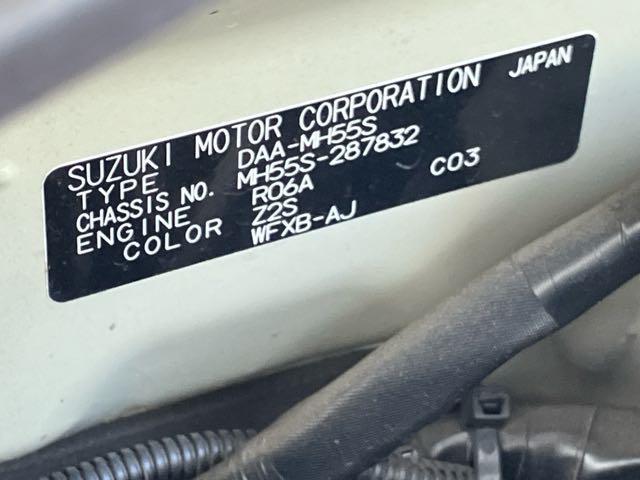 SUZUKI MOTOR CORPORATION JAPAN
TYPE DAA-MH55S
CHASSIS NO. MH55S-287832
ENGINE R06A C03
COLOR Z2S
WFXB-AJ